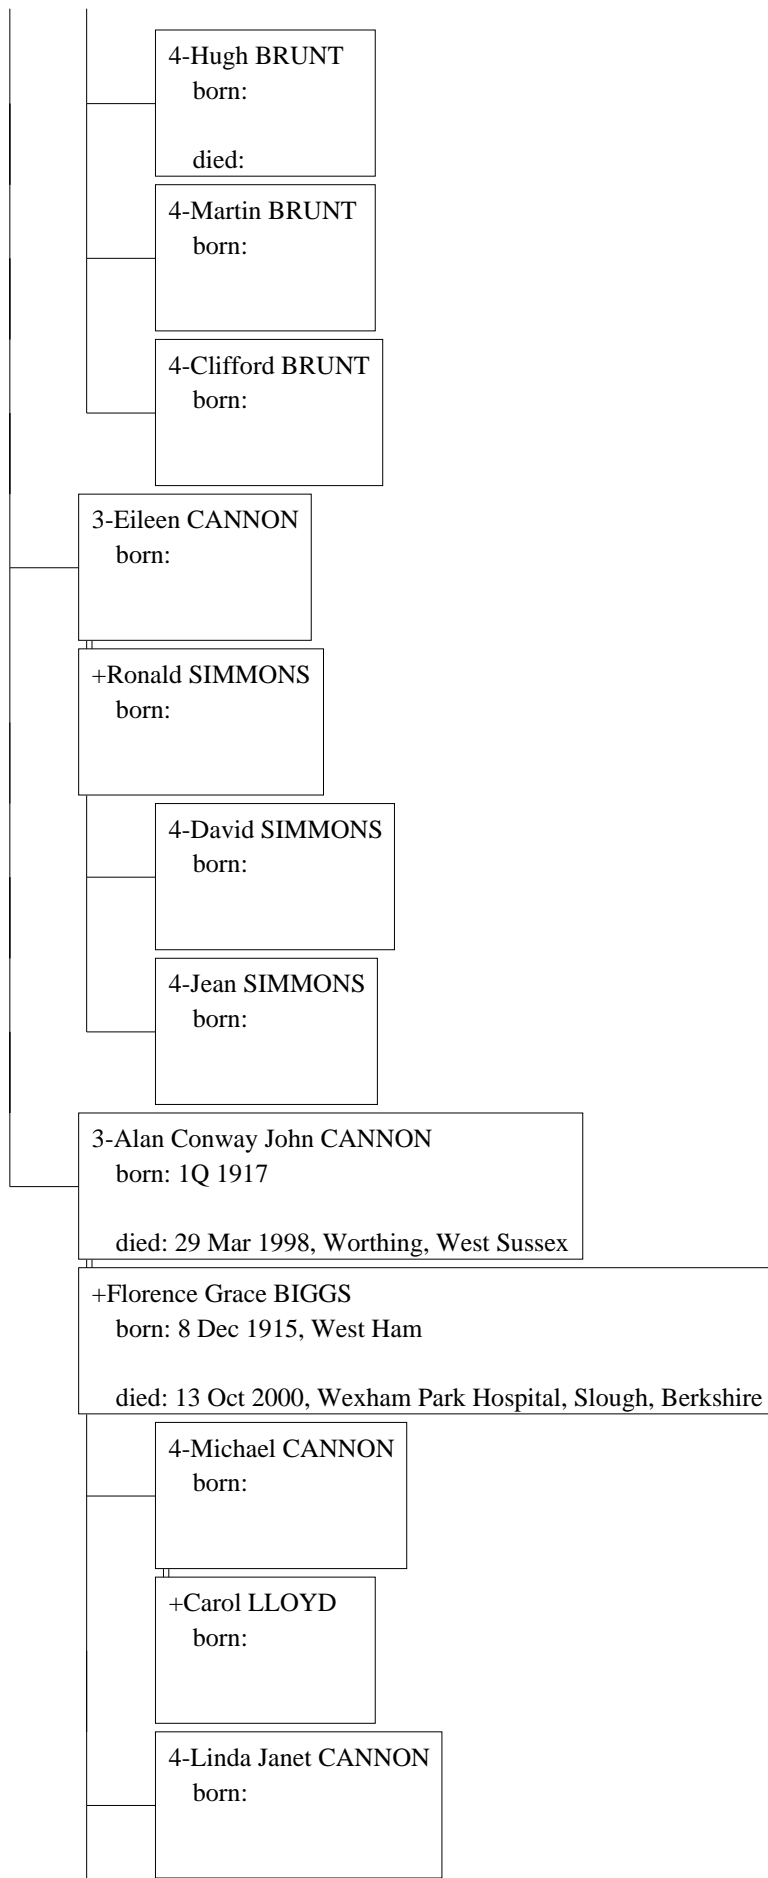 4-Hugh BRUNT
born:
died:
4-Martin BRUNT
born:
4-Clifford BRUNT
born:
3-Eileen CANNON
born:
+Ronald SIMMONS
born:
4-David SIMMONS
born:
4-Jean SIMMONS
born:
3-Alan Conway John CANNON
born: 1Q 1917
died: 29 Mar 1998, Worthing, West Sussex
+Florence Grace BIGGS
born: 8 Dec 1915, West Ham
died: 13 Oct 2000, Wexham Park Hospital, Slough, Berkshire
4-Michael CANNON
born:
+Carol LLOYD
born:
4-Linda Janet CANNON
born: